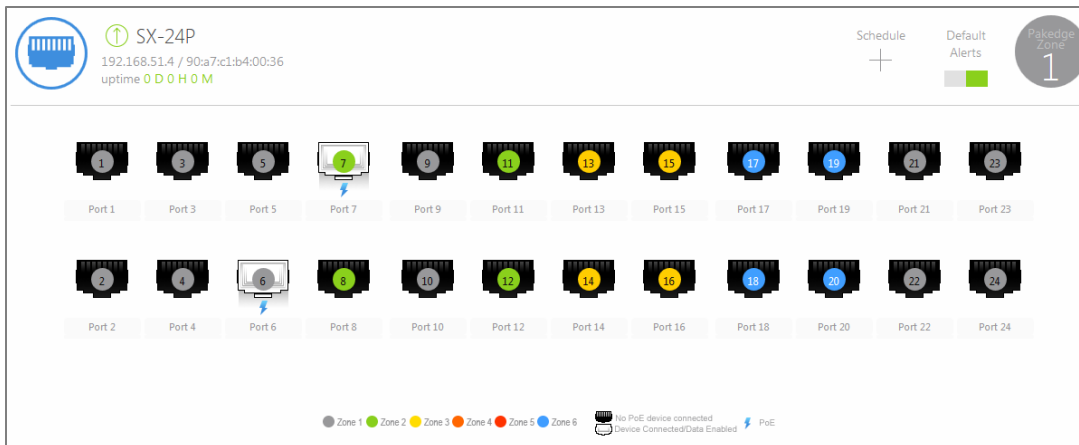 SX-24P
192.168.51.4 / 90:a7:c1:b4:00:36
uptime 0 D 0 H 0 M
Schedule
Default
Alerts
Pakedge
Zone
1
1 3 5 7 9 11 13 15 17 19 21 23
Port 1 Port 3 Port 5 Port 7 Port 9 Port 11 Port 13 Port 15 Port 17 Port 19 Port 21 Port 23
2 4 6 8 10 12 14 16 18 20 22 24
Port 2 Port 4 Port 6 Port 8 Port 10 Port 12 Port 14 Port 16 Port 18 Port 20 Port 22 Port 24
Zone 1 Zone 2 Zone 3 Zone 4 Zone 5 Zone 6
No PoE device connected
Device Connected/Data Enabled
PoE